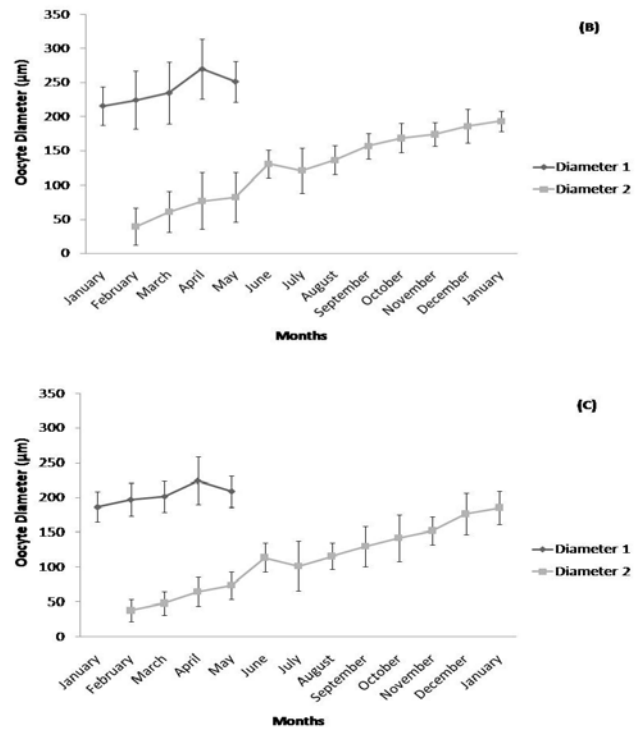 (B)
Oocyte Diameter (µm)
350
300
250
200
150
100
50
0
January
February
March
April
May
June
July
August
September
October
November
December
January
Months
Diameter 1
Diameter 2
(C)
Oocyte Diameter (µm)
350
300
250
200
150
100
50
0
January
February
March
April
May
June
July
August
September
October
November
December
January
Months
Diameter 1
Diameter 2